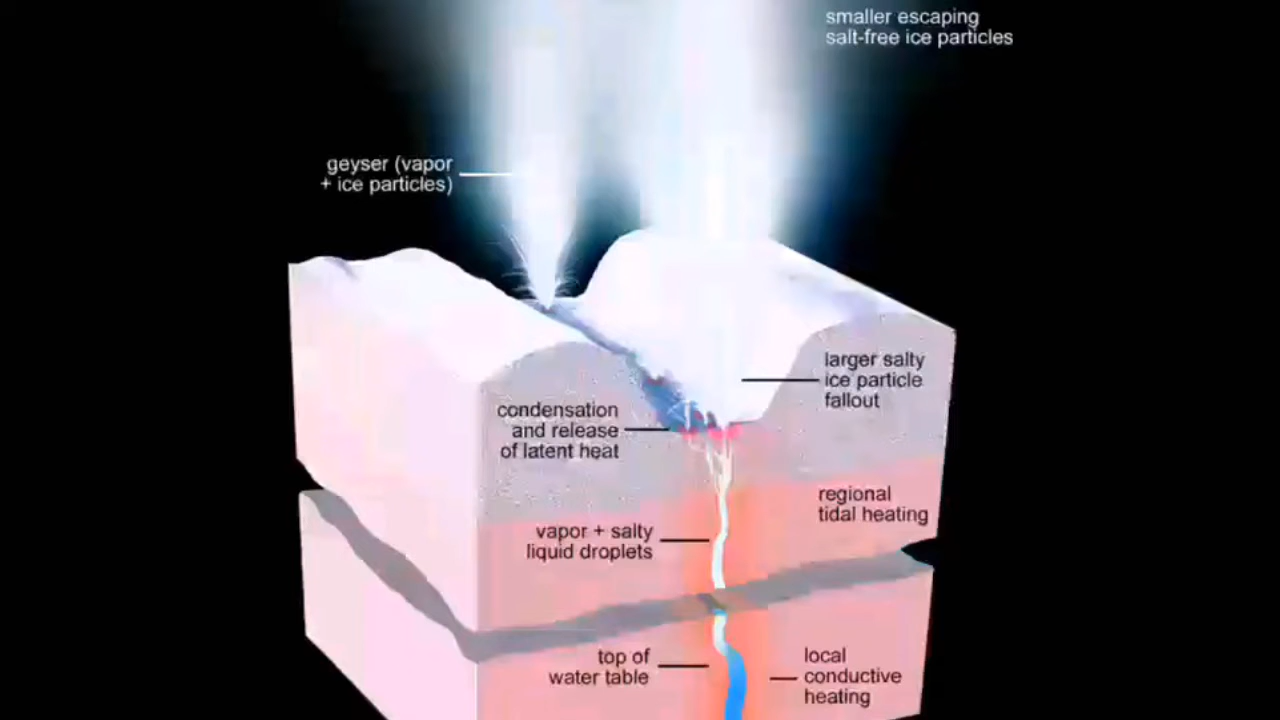 smaller escaping
salt-free ice particles
geyser (vapor
+ ice particles)
larger salty
ice particle
fallout
condensation
and release
of latent heat
regional
tidal heating
vapor + salty
liquid droplets
top of
water table
local
conductive
heating